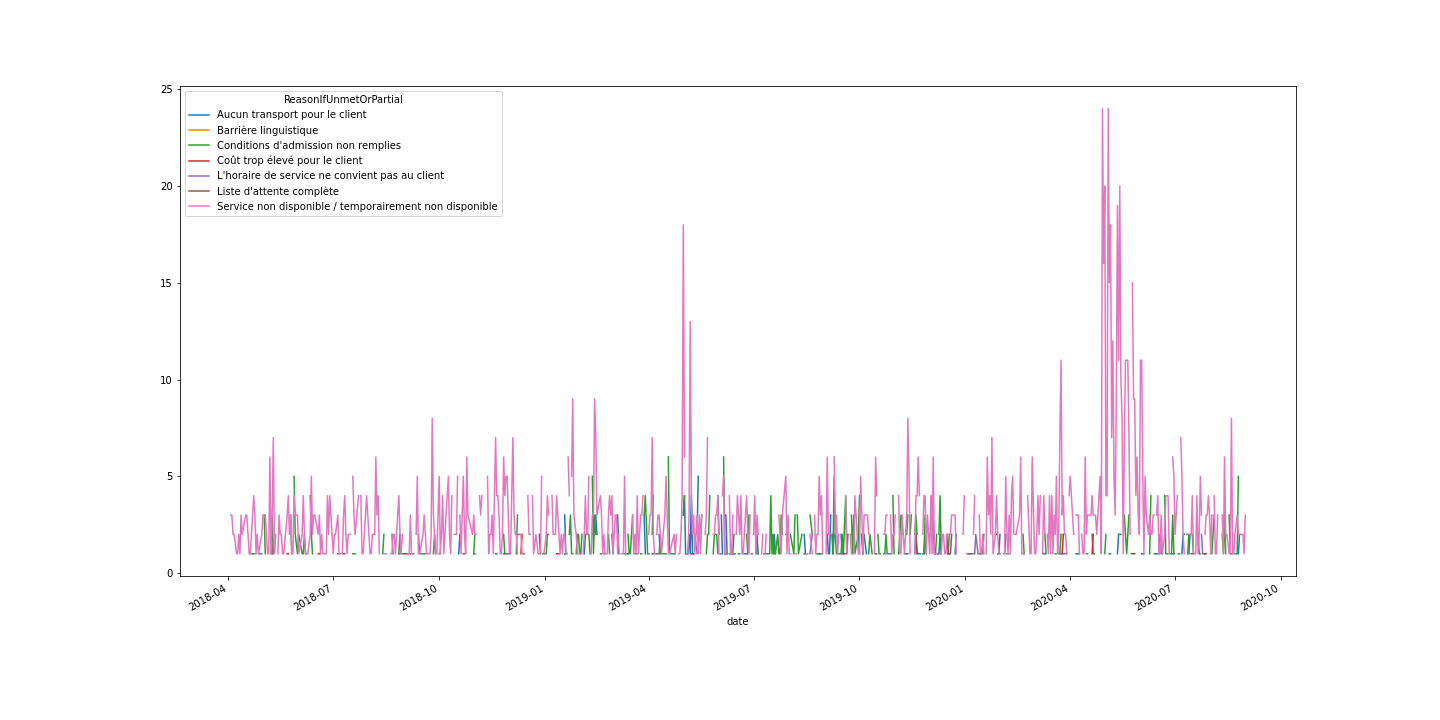 25
20
15
10
5
0
ReasonIfUnmetOrPartial
Aucun transport pour le client
Barrière linguistique
Conditions d'admission non remplies
Coût trop élevé pour le client
L'horaire de service ne convient pas au client
Liste d'attente complète
Service non disponible / temporairement non disponible
2018-04
2018-07
2018-10
2019-01
2019-04
2019-07
2019-10
2020-01
2020-04
2020-07
2020-10
date